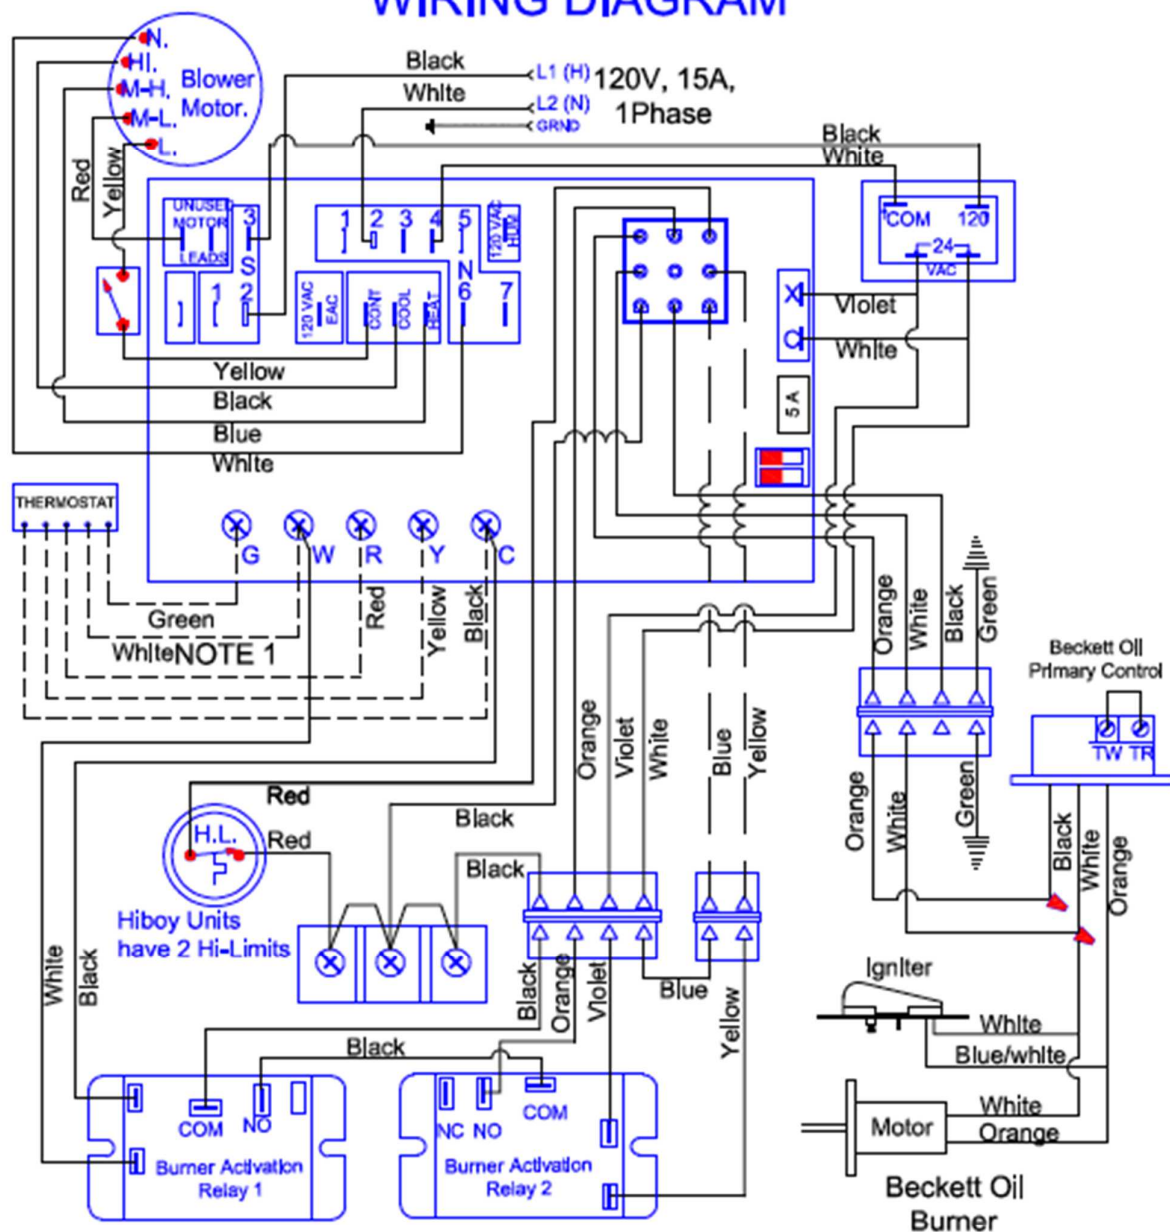 WIRING DIAGRAM
N.
HI.
M-H.
M-L.
L.
Blower
Motor.
Black
White
L1 (H)
L2 (N)
GRND
120V, 15A,
1Phase
Black
White
Red
Yellow
UNUSED
MOTOR
LEADS
3
S
1
2
1
2
3
4
5
N
6
7
120 VAC
HUM
120 VAC
EAC
CONT
COOL
HEAT
COM
120
24
VAC
X
Violet
White
5 A
Yellow
Black
Blue
White
THERMOSTAT
G
W
R
Y
C
Green
White
NOTE 1
Red
Yellow
Black
Orange
White
Black
Green
Beckett Oil
Primary Control
TW
TR
Orange
Violet
White
Blue
Yellow
Red
Black
H.L.
Red
Black
Hiboy Units
have 2 Hi-Limits
Orange
White
Green
Black
White
Orange
White
Black
Black
Orange
Violet
Blue
Yellow
Igniter
White
Blue/white
Motor
White
Orange
Beckett Oil
Burner
Black
COM
NO
Burner Activation
Relay 1
NC
NO
COM
Burner Activation
Relay 2